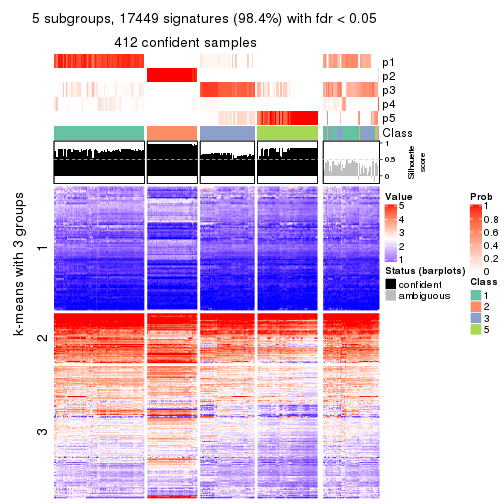 5 subgroups, 17449 signatures (98.4%) with fdr < 0.05
412 confident samples
p1
p2
p3
p4
p5
Class
1
0.5
0
Silhouette
score
k-means with 3 groups
1
2
3
Value
5
4
3
2
1
Status (barplots)
confident
ambiguous
Prob
1
0.8
0.6
0.4
0.2
0
Class
1
2
3
5